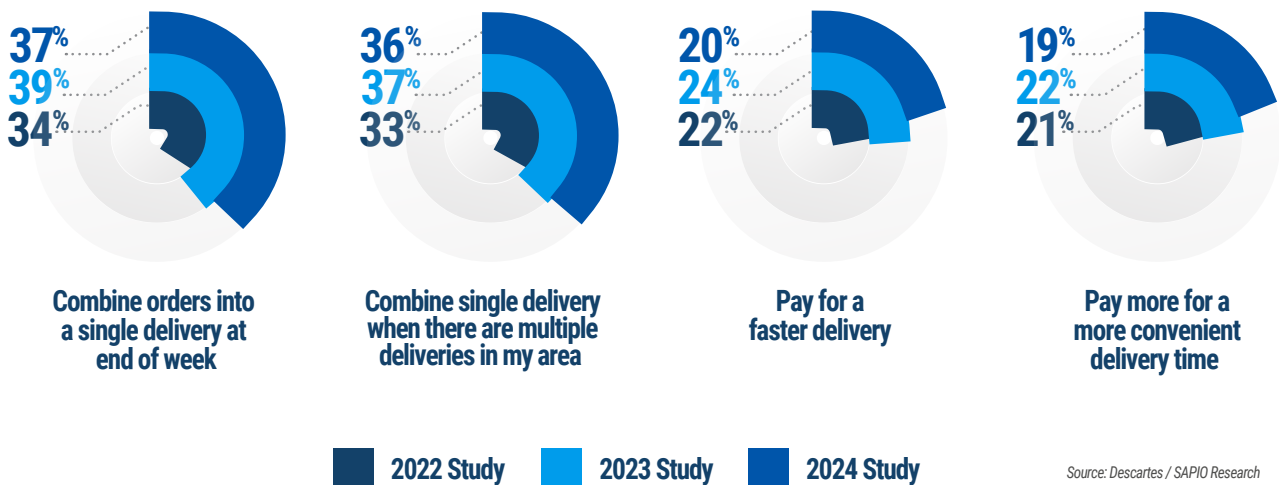 37%
39%
34%
Combine orders into
a single delivery at
end of week
36%
37%
33%
Combine single delivery
when there are multiple
deliveries in my area
20%
24%
22%
Pay for a
faster delivery
19%
22%
21%
Pay more for a
more convenient
delivery time
2022 Study
2023 Study
2024 Study
Source: Descartes / SAPIO Research